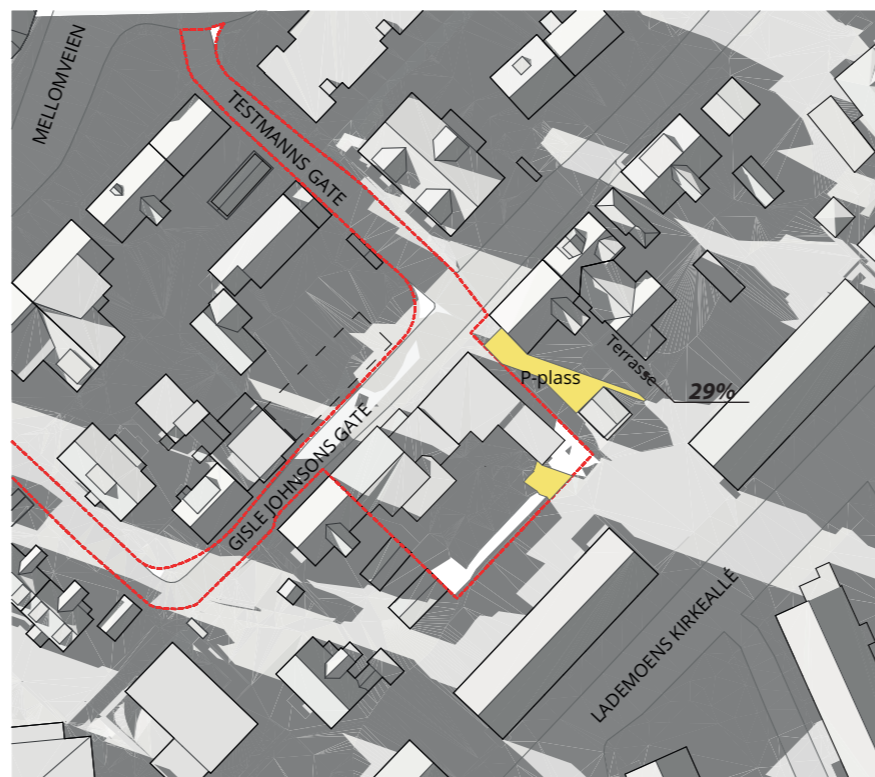 MELLOMVEIEN
TESTMANNS GATE
Terrasse
P-plass
29%
GISLE JOHNSONS GATE
LADEMOENS KIRKEALLÉ